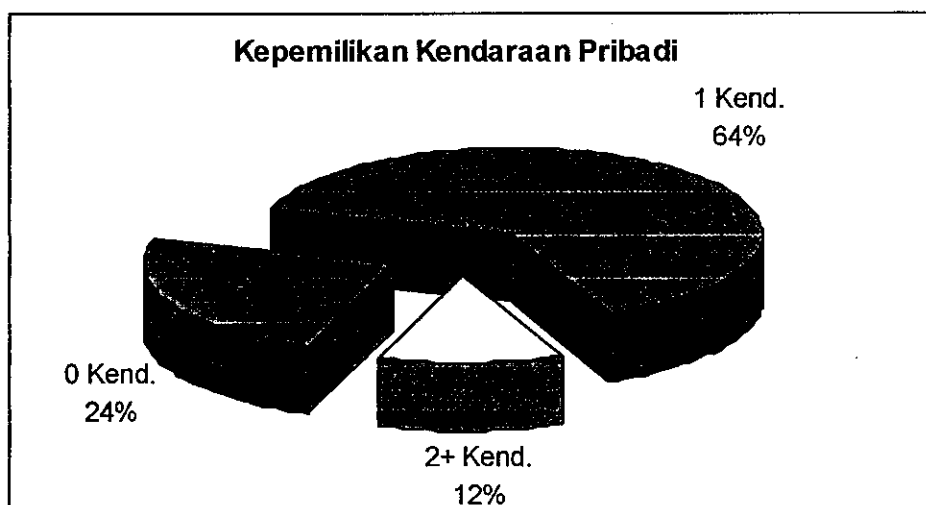 Kepemilikan Kendaraan Pribadi
1 Kend.
64%
0 Kend.
24%
2+ Kend.
12%